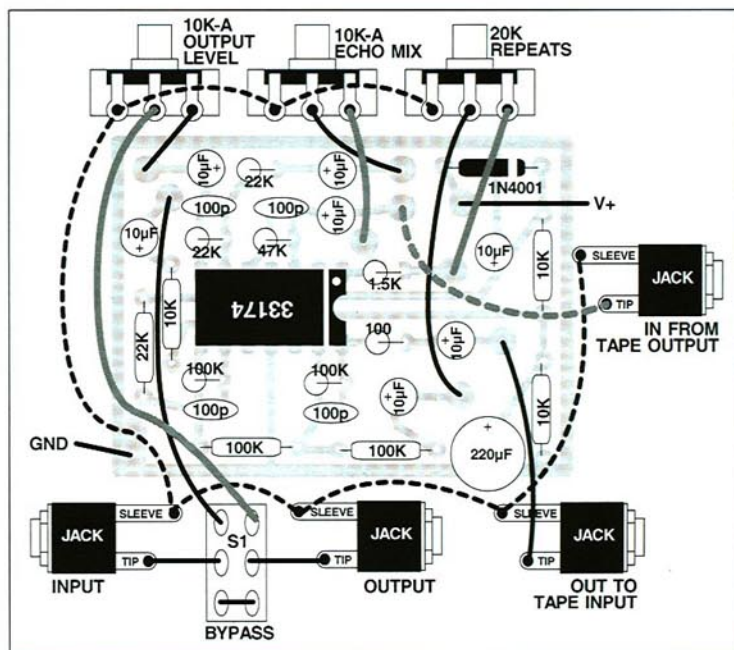 10K-A
OUTPUT
LEVEL
10K-A
ECHO MIX
20K
REPEATS
10µF
+
22K
10µF
+
1N4001
100p
100p
10µF
+
V+
10µF
+
22K
47K
10µF
+
10K
SLEEVE
JACK
1.5K
TIP
33174
10K
IN FROM
TAPE OUTPUT
22K
100
10µF
+
100K
100K
100p
100p
10µF
+
10K
100K
100K
220µF
+
GND
JACK
SLEEVE
TIP
INPUT
S1
BYPASS
SLEEVE
JACK
TIP
OUTPUT
SLEEVE
JACK
TIP
OUT TO
TAPE INPUT